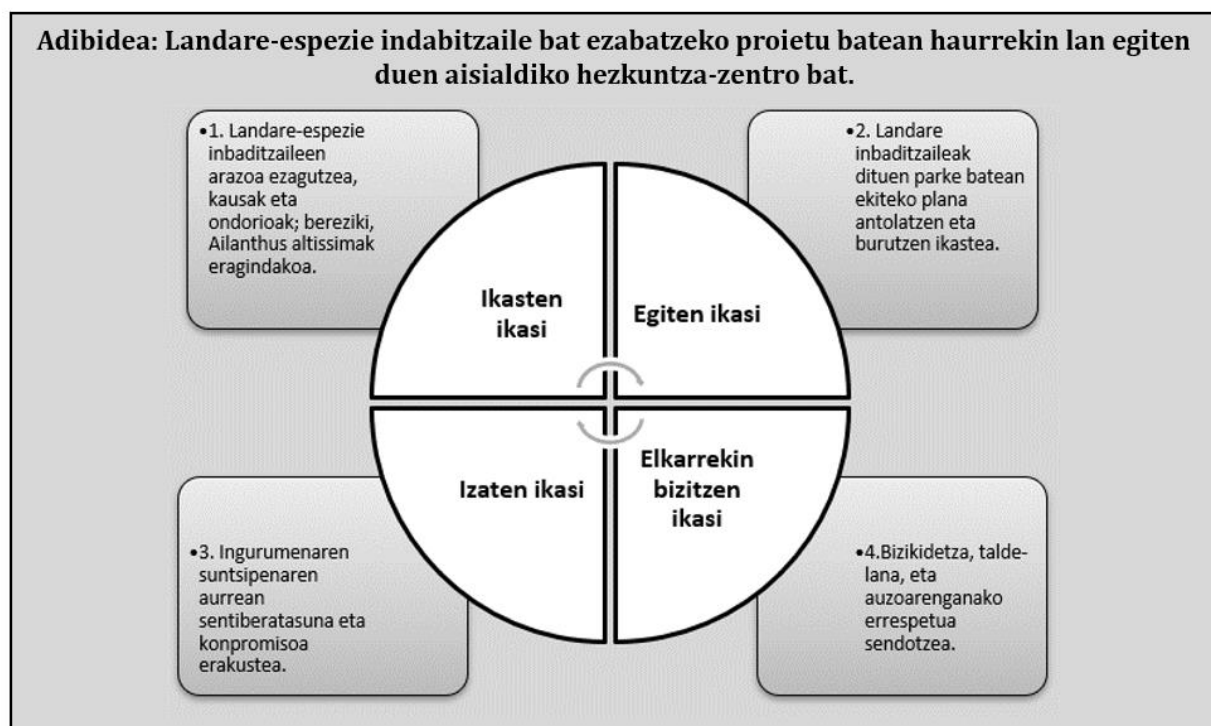 Adibidea: Landare-espezie indabitzaile bat ezabatzeko proietu batean haurrekin lan egiten
duen aisialdiko hezkuntza-zentro bat.
•1. Landare-espezie
inbaditzaileen
arazoa ezagutzea,
kausak eta
ondorioak; bereziki,
Ailanthus altissimak
eragindakoa.
•2. Landare
inbaditzaileak
dituen parke batean
ekiteko plana
antolatzen eta
burutzen ikastea.
Ikasten
ikasi
Egiten ikasi
Izaten ikasi
Elkarrekin
bizitzen
ikasi
•3. Ingurumenaren
suntsipenaren
aurrean
sentiberatasuna eta
konpromisoa
erakustea.
•4.Bizikidetza, talde-
lana, eta
auzoarenganako
errespetua
sendotzea.